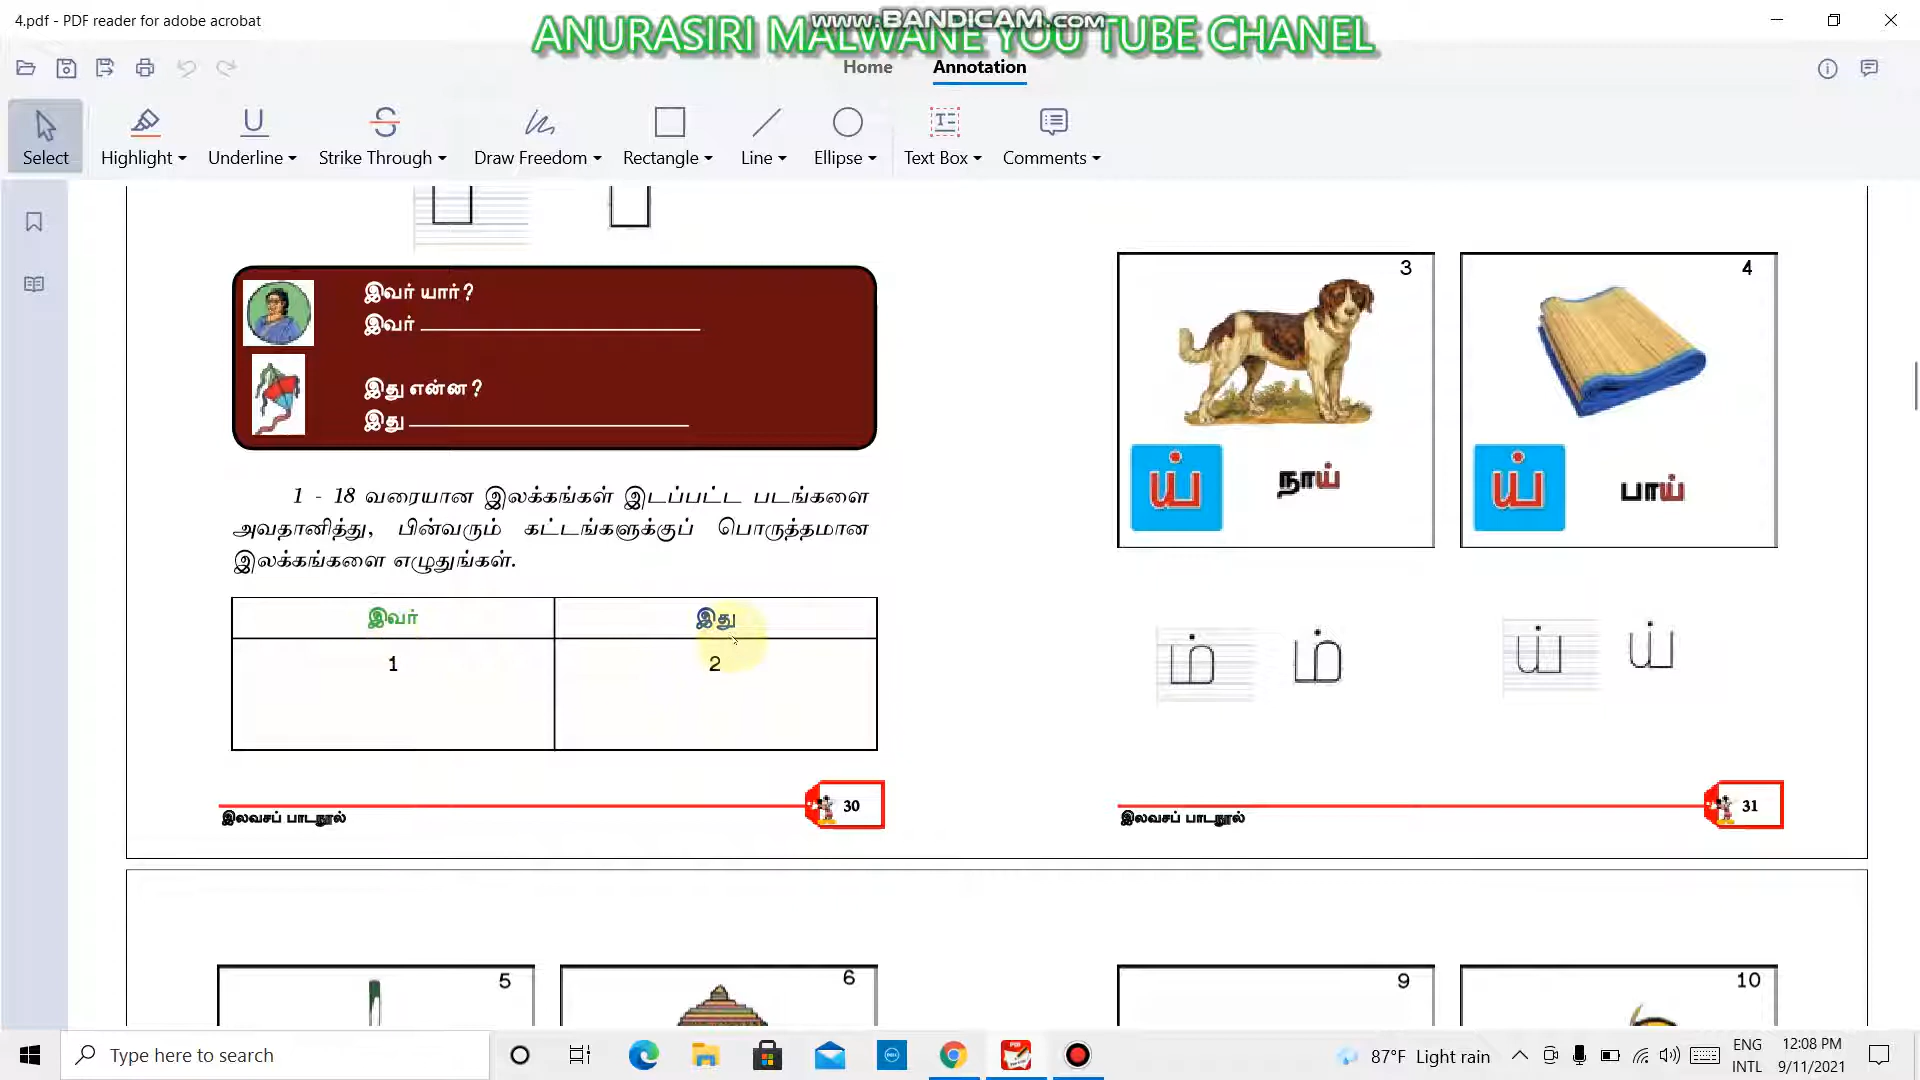 4.pdf - PDF reader for adobe acrobat
www.BANDICAM.com
ANURASIRI MALWANE YOU TUBE CHANEL
Home
Annotation
Select
Highlight
Underline
Strike Through
Draw Freedom
Rectangle
Line
Ellipse
Text Box
Comments
இவர் யார்?
இவர்
இது என்ன?
இது
1 - 18 வரையான இலக்கங்கள் இடப்பட்ட படங்களை
அவதானித்து, பின்வரும் கட்டங்களுக்குப் பொருத்தமான
இலக்கங்களை எழுதுங்கள்.
இவர் இது
1 2
30
இலவசப் பாடநூல்
3
ய் நாய்
4
ய் பாய்
ம் ம்
ய் ய்
31
இலவசப் பாடநூல்
5
6
9
10
Type here to search
87°F Light rain
ENG
INTL
12:08 PM
9/11/2021